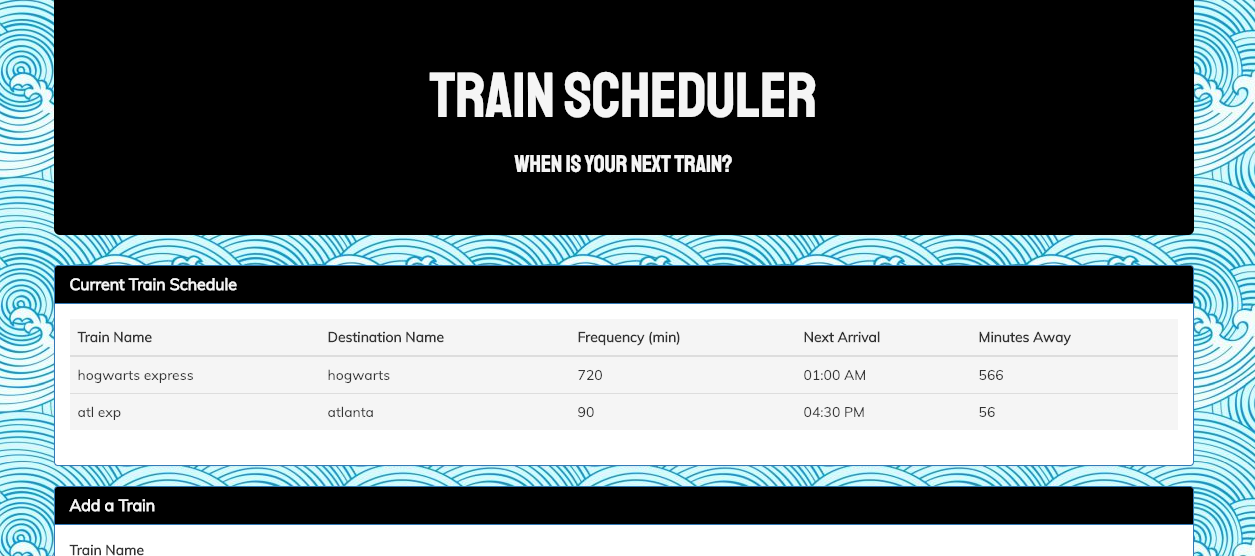 TRAIN SCHEDULER
WHEN IS YOUR NEXT TRAIN?
Current Train Schedule
Train Name Destination Name Frequency (min) Next Arrival Minutes Away
hogwarts express hogwarts 720 01:00 AM 566
atl exp atlanta 90 04:30 PM 56
Add a Train
Train Name